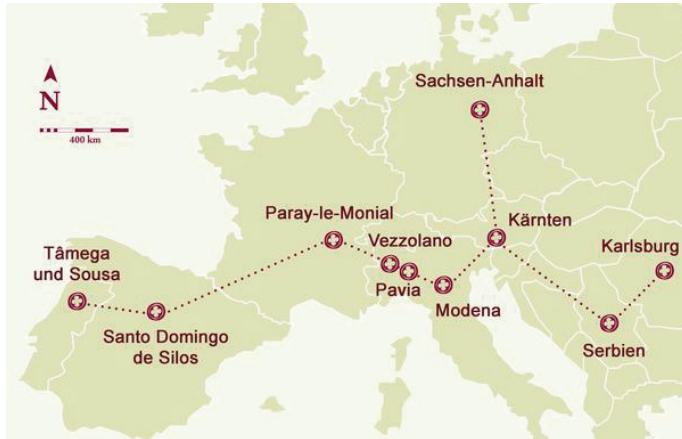 Sachsen-Anhalt
N
400 km
Paray-le-Monial
Kärnten
Vezzolano
Karlsburg
Tâmega
und Sousa
Pavia
Modena
Santo Domingo
de Silos
Serbien